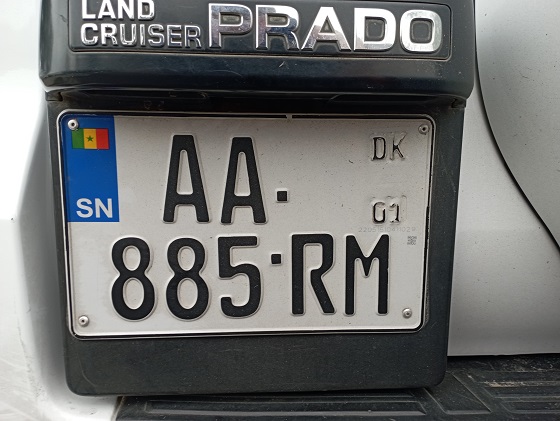 LAND
CRUISER PRADO
SN
AA·
DK
G1
885·RM